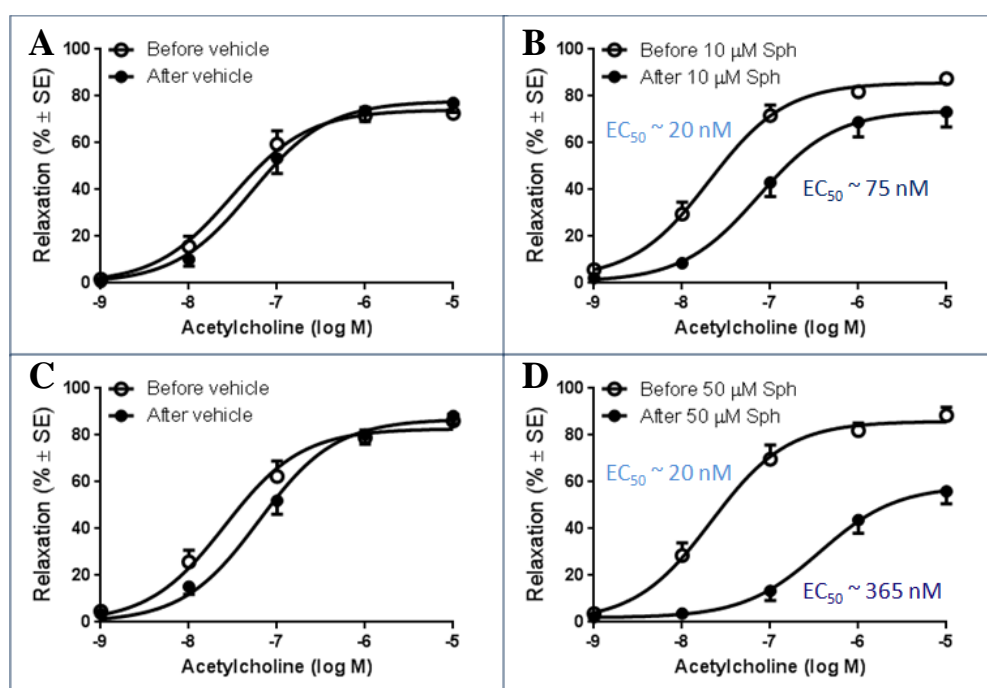 A
Before vehicle
After vehicle
Relaxation (% ± SE)
100
80
60
40
20
0
-9 -8 -7 -6 -5
Acetylcholine (log M)
B
Before 10 μM Sph
After 10 μM Sph
EC50 ~ 20 nM
EC50 ~ 75 nM
Relaxation (% ± SE)
100
80
60
40
20
0
-9 -8 -7 -6 -5
Acetylcholine (log M)
C
Before vehicle
After vehicle
Relaxation (% ± SE)
100
80
60
40
20
0
-9 -8 -7 -6 -5
Acetylcholine (log M)
D
Before 50 μM Sph
After 50 μM Sph
EC50 ~ 20 nM
EC50 ~ 365 nM
Relaxation (% ± SE)
100
80
60
40
20
0
-9 -8 -7 -6 -5
Acetylcholine (log M)